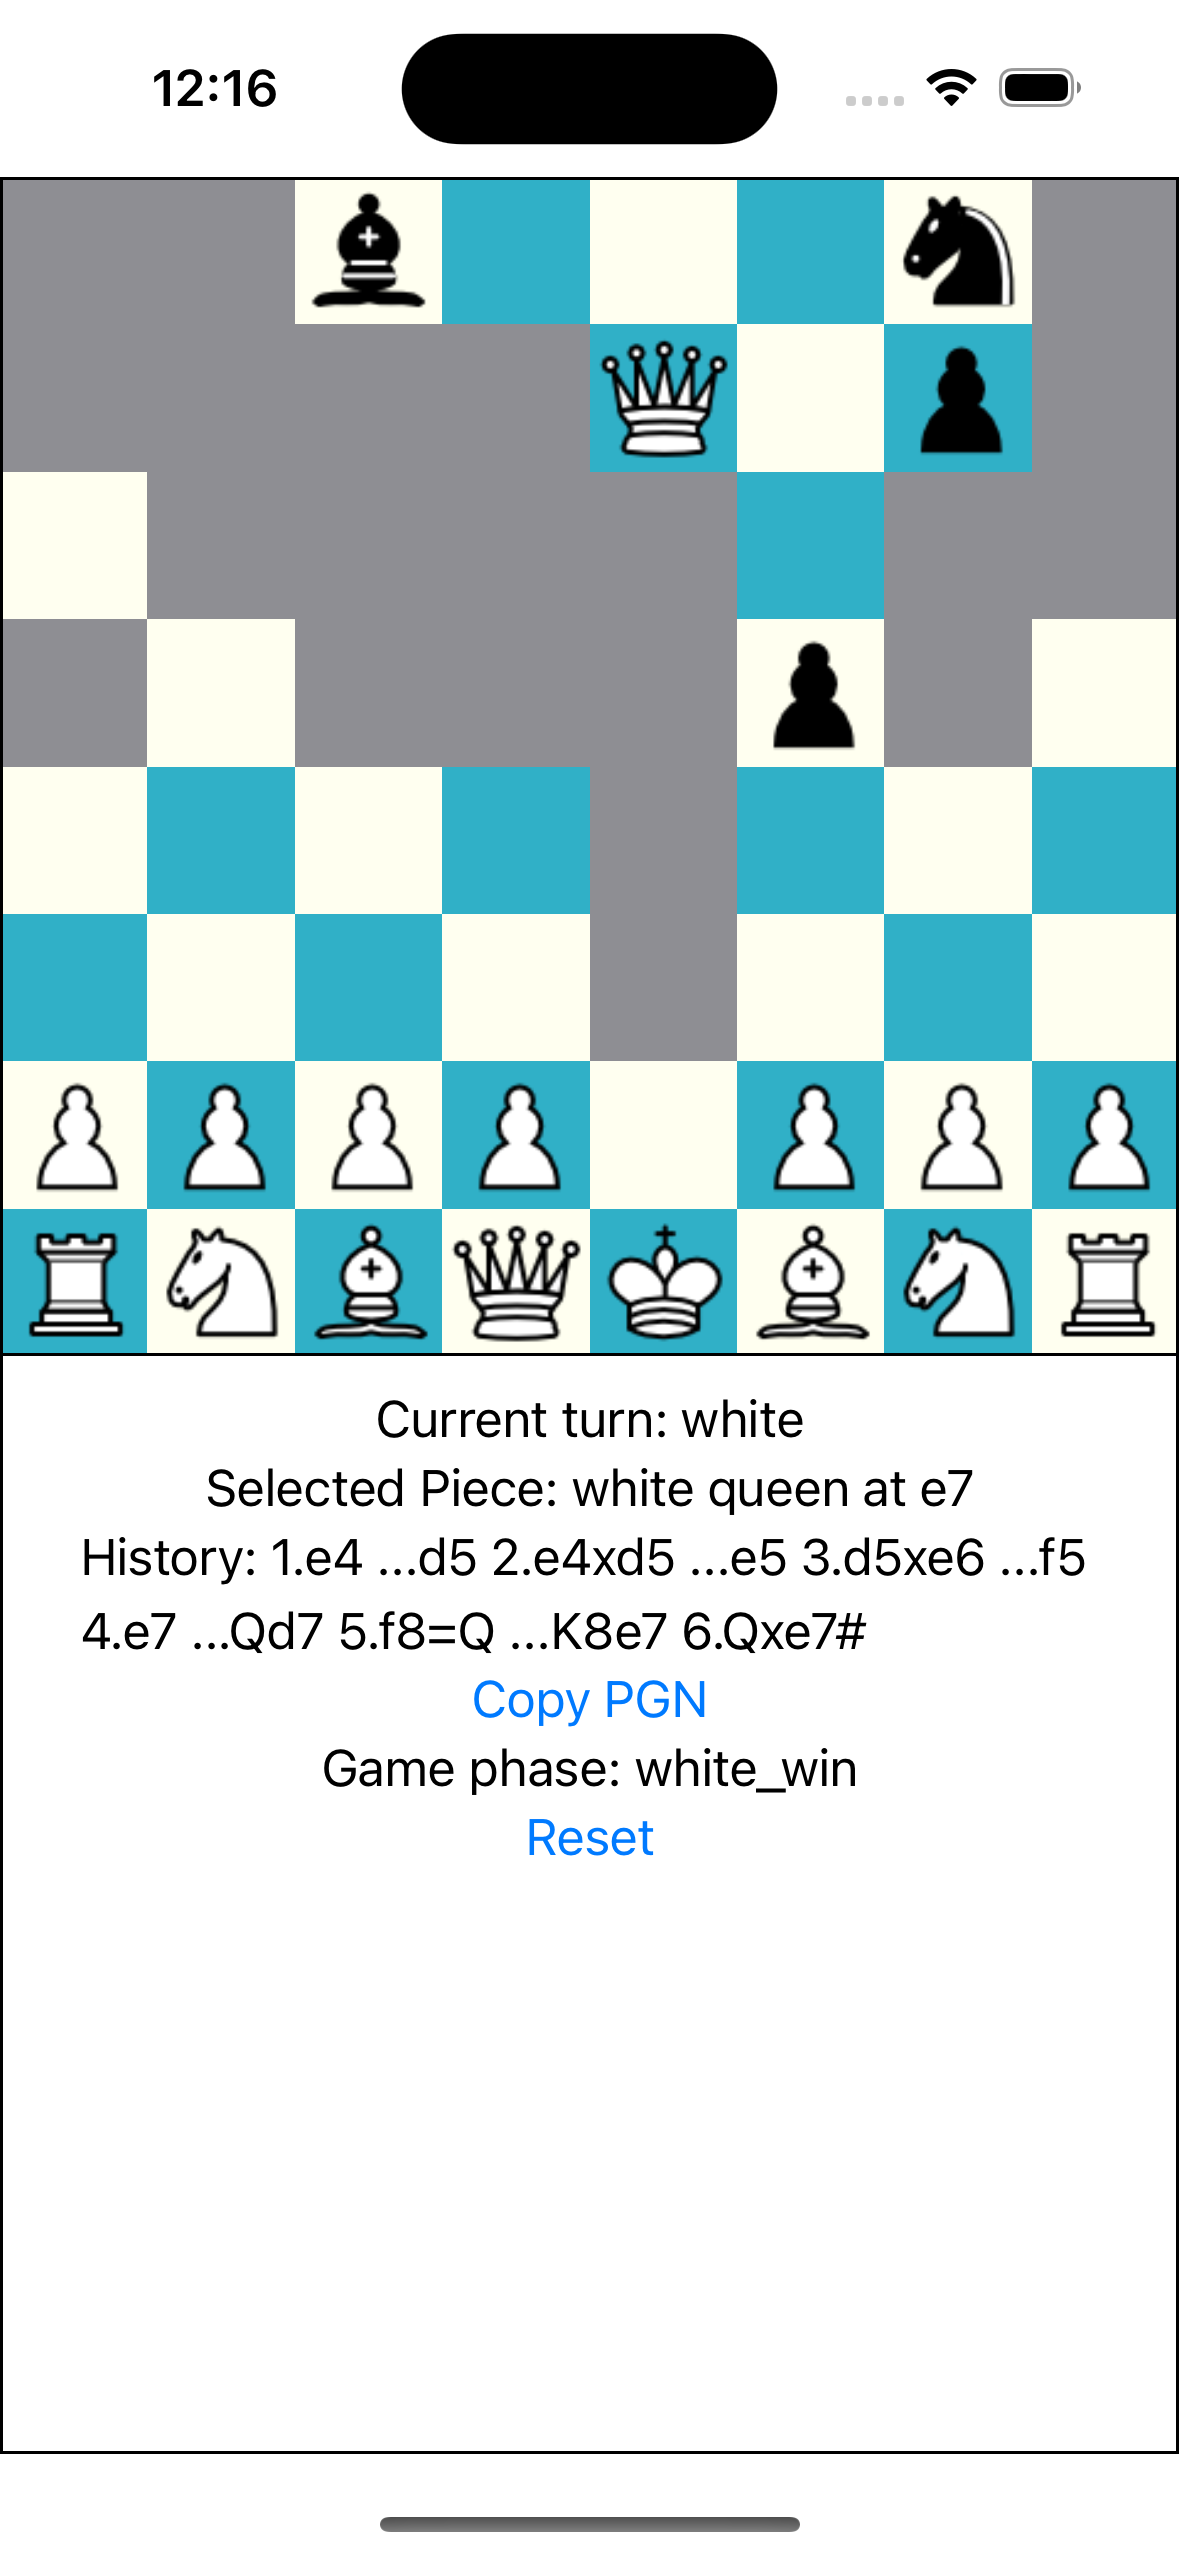 12:16
Current turn: white
Selected Piece: white queen at e7
History: 1.e4 ...d5 2.e4xd5 ...e5 3.d5xe6 ...f5
4.e7 ...Qd7 5.f8=Q ...K8e7 6.Qxe7#
Copy PGN
Game phase: white_win
Reset